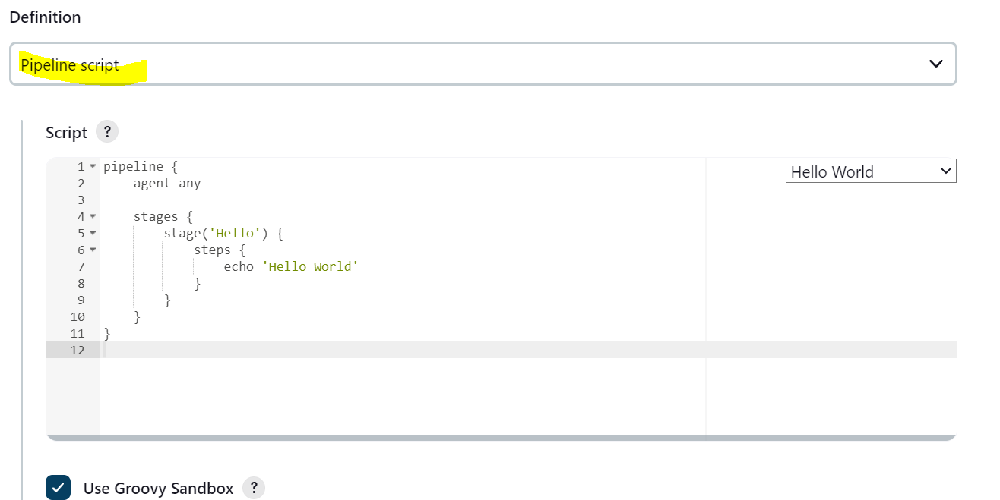 Definition
Pipeline script
Script ?
Hello World
1 pipeline {
2     agent any
3
4     stages {
5         stage('Hello') {
6             steps {
7                 echo 'Hello World'
8             }
9         }
10     }
11 }
12
Use Groovy Sandbox ?